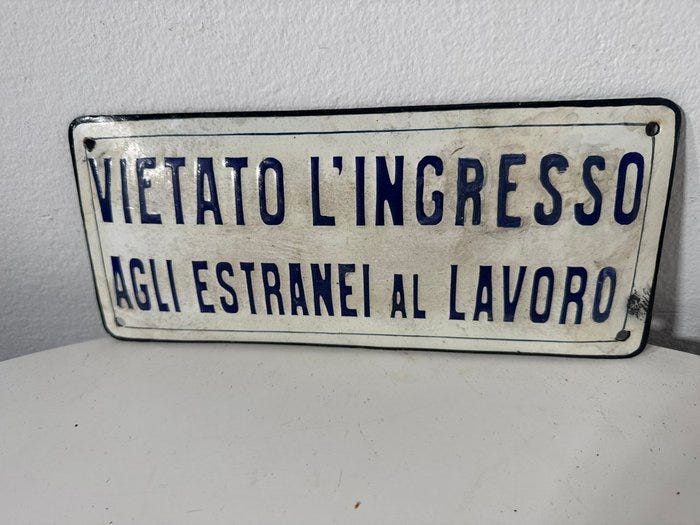 VIETATO L'INGRESSO
AGLI ESTRANEI AL LAVORO